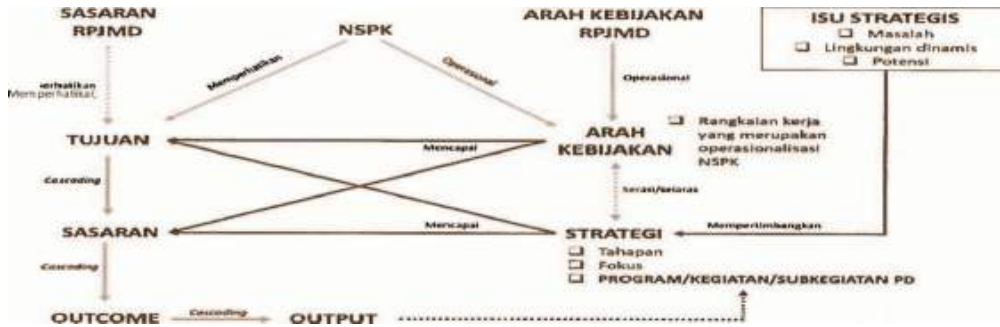 SASARAN
RPJMD
NSPK
ARAH KEBIJAKAN
RPJMD
ISU STRATEGIS
Masalah
Lingkungan dinamis
Potensi
Memperhatikan
Operasional
Operasional
Memperhatikan,
TUJUAN
ARAH
KEBIJAKAN
Rangkaian kerja
yang merupakan
operasionalisasi
NSPK
Mencapai
Cascading
Serasi/selaras
SASARAN
Mencapai
STRATEGI
Mempertimbangkan
Tahapan
Fokus
PROGRAM/KEGIATAN/SUBKEGIATAN PD
Cascading
OUTCOME
Cascading
OUTPUT